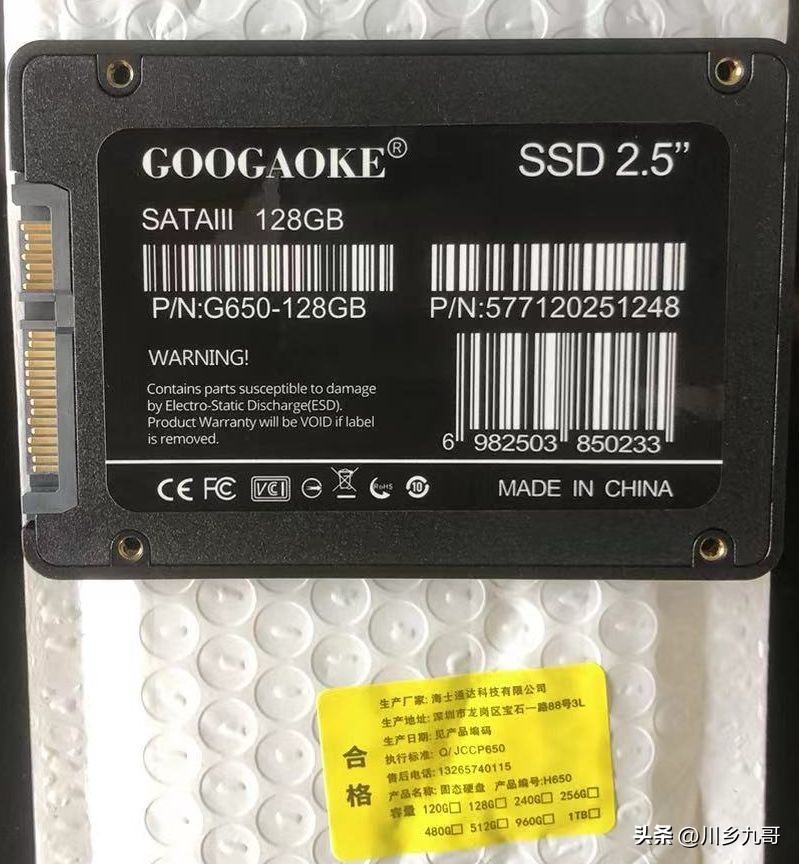 GOOGAOKE®
SSD 2.5”
SATAIII 128GB
P/N:G650-128GB
P/N:577120251248
WARNING!
Contains parts susceptible to damage
by Electro-Static Discharge(ESD).
Product Warranty will be VOID if label
is removed.
6 982503 850233
CE FC VCI RoHS 10
MADE IN CHINA
合格
生产厂家: 海士通达科技有限公司
生产地址: 深圳市龙岗区宝石一路88号3L
生产日期: 见产品编码
执行标准: Q/JCCP650
售后电话: 13265740115
产品名称: 固态硬盘 产品编号:H650
容量 120G□ 128G□ 240G□ 256G□
480G□ 512G□ 960G□ 1TB□
头条 @川乡九哥